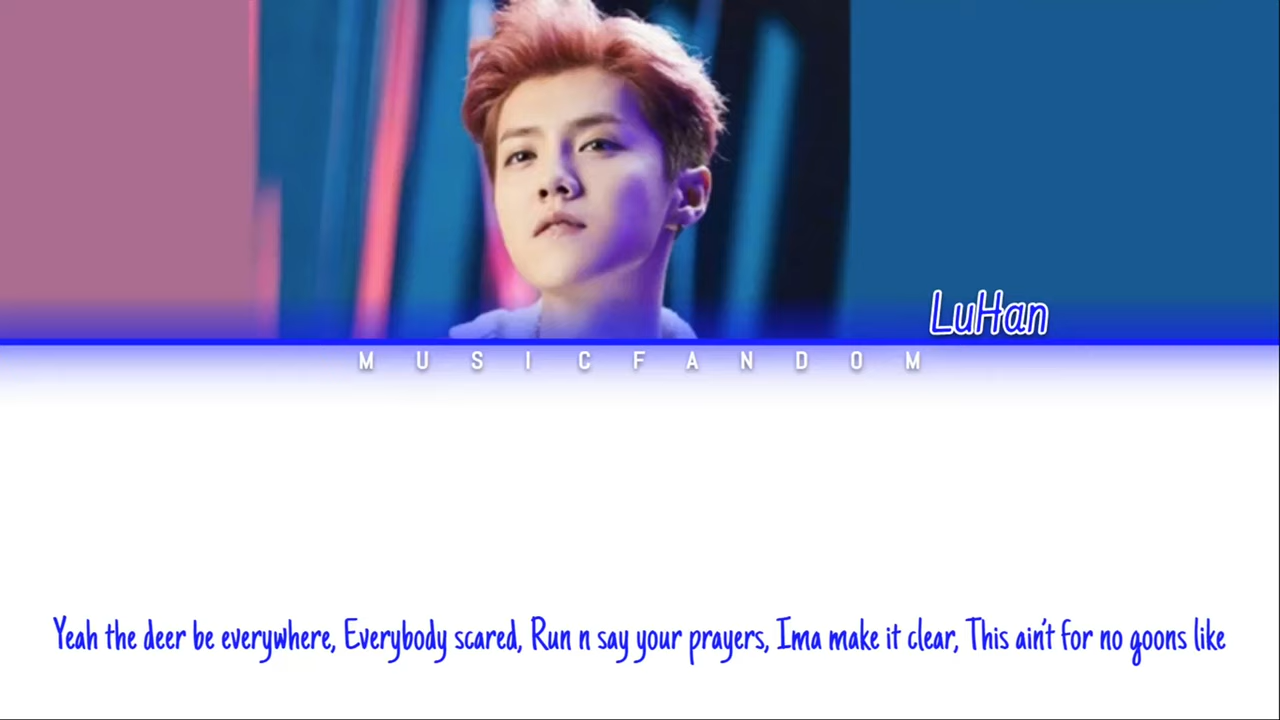 LuHan
MUSICFANDOM
Yeah the deer be everywhere, Everybody scared, Run n say your prayers, Ima make it clear, This ain't for no goons like